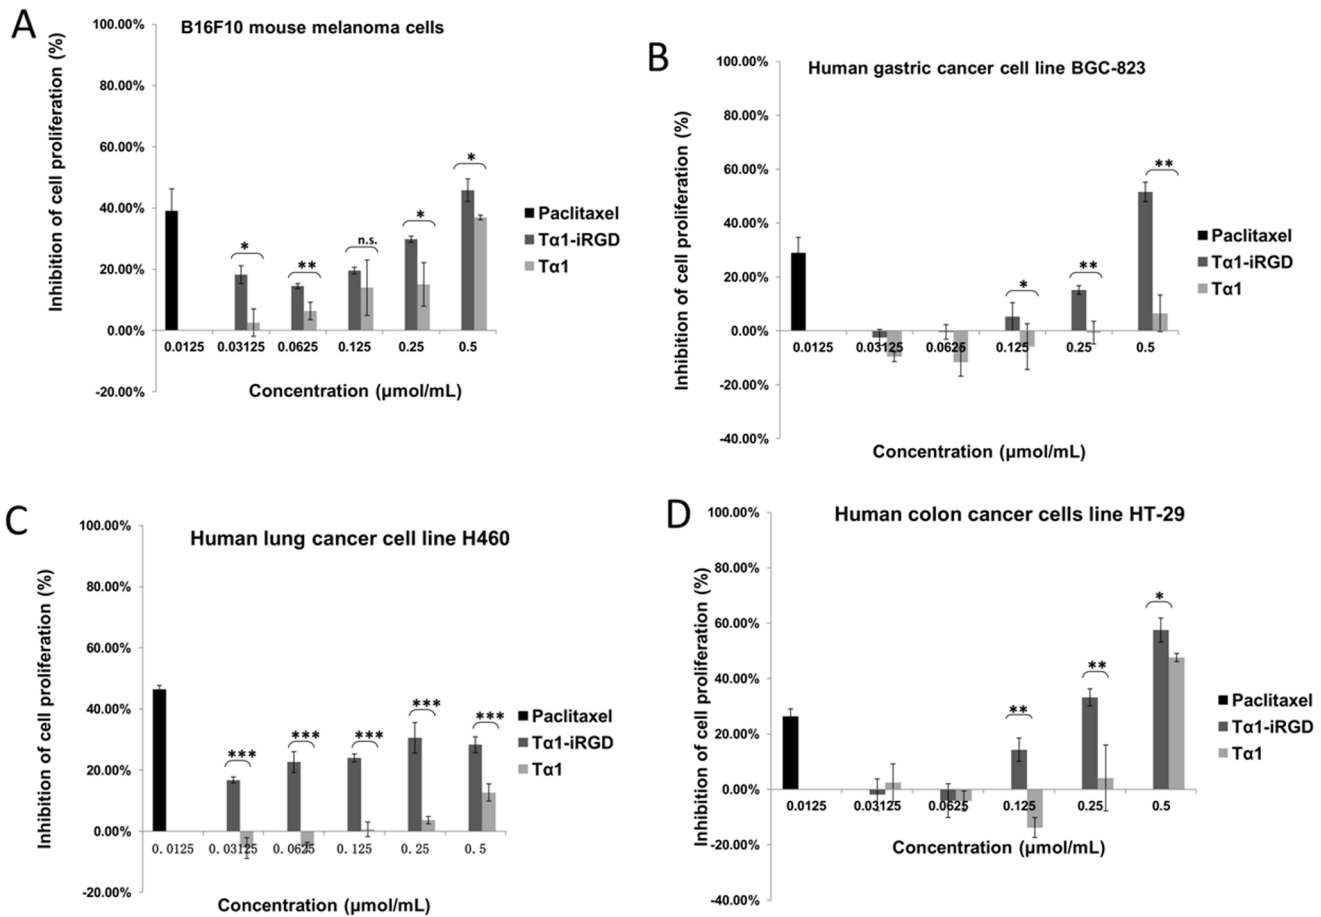 A
B16F10 mouse melanoma cells
Inhibition of cell proliferation (%)
100.00%
80.00%
60.00%
40.00%
20.00%
0.00%
-20.00%
*
**
n.s.
*
*
0.0125 0.03125 0.0625 0.125 0.25 0.5
Concentration (μmol/mL)
Paclitaxel
Tα1-iRGD
Tα1
B
Human gastric cancer cell line BGC-823
Inhibition of cell proliferation (%)
100.00%
80.00%
60.00%
40.00%
20.00%
0.00%
-20.00%
-40.00%
*
**
**
0.0125 0.03125 0.0625 0.125 0.25 0.5
Concentration (μmol/mL)
Paclitaxel
Tα1-iRGD
Tα1
C
Human lung cancer cell line H460
Inhibition of cell proliferation (%)
100.00%
80.00%
60.00%
40.00%
20.00%
0.00%
-20.00%
***
***
***
***
***
0. 0125 0. 03125 0. 0625 0. 125 0. 25 0. 5
Concentration (μmol/mL)
Paclitaxel
Tα1-iRGD
Tα1
D
Human colon cancer cells line HT-29
Inhibition of cell proliferation (%)
100.00%
80.00%
60.00%
40.00%
20.00%
0.00%
-20.00%
-40.00%
**
**
*
0.0125 0.03125 0.0625 0.125 0.25 0.5
Concentration (μmol/mL)
Paclitaxel
Tα1-iRGD
Tα1